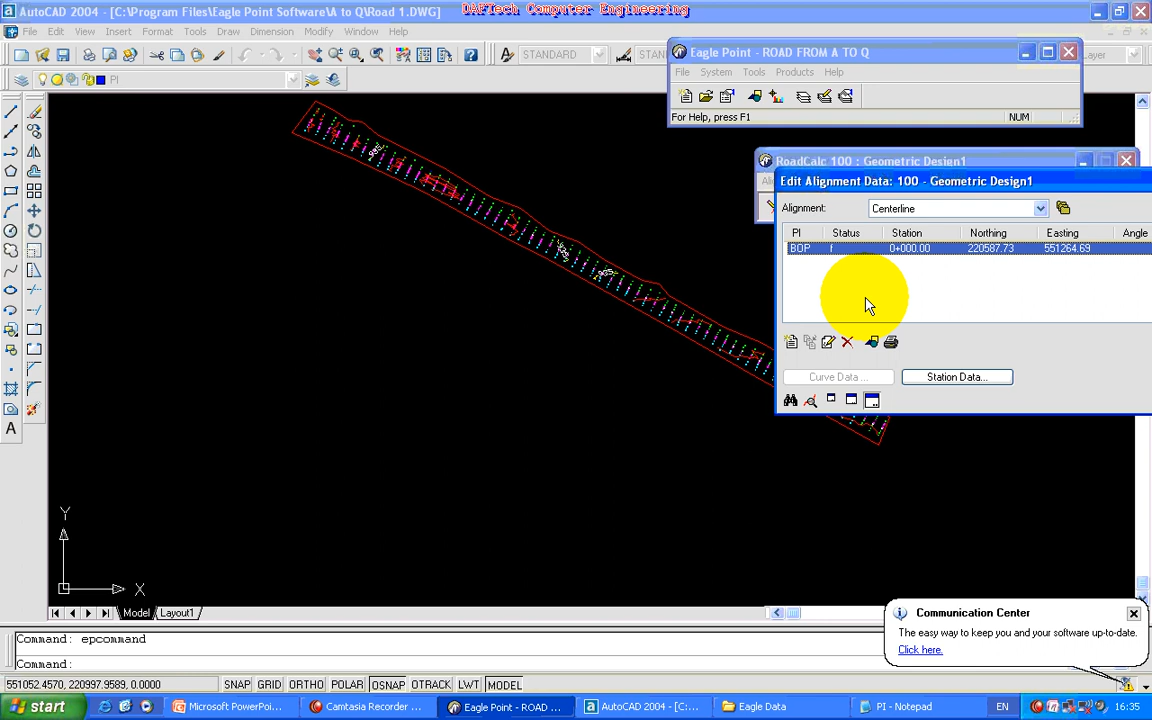 AutoCAD 2004 - [C:\Program Files\Eagle Point Software\A to Q\Road 1.DWG]
DAFTech Computer Engineering
File Edit View Insert Format Tools Draw Dimension Modify Window Help
STANDARD
Layer
PI
Eagle Point - ROAD FROM A TO Q
File System Tools Products Help
For Help, press F1
NUM
RoadCalc 100 : Geometric Design1
Edit Alignment Data: 100 - Geometric Design1
Alignment:
Centerline
PI Status Station Northing Easting Angle
BOP f 0+000.00 220587.73 551264.69
Curve Data ...
Station Data...
Y
X
Model Layout1
Command: epcommand
Command:
Communication Center
The easy way to keep you and your software up-to-date.
Click here.
551052.4570, 220997.9589, 0.0000
SNAP GRID ORTHO POLAR OSNAP OTRACK LWT MODEL
start
Microsoft PowerPoi...
Camtasia Recorder ...
Eagle Point - ROAD ...
AutoCAD 2004 - [C:...
Eagle Data
PI - Notepad
EN
16:35